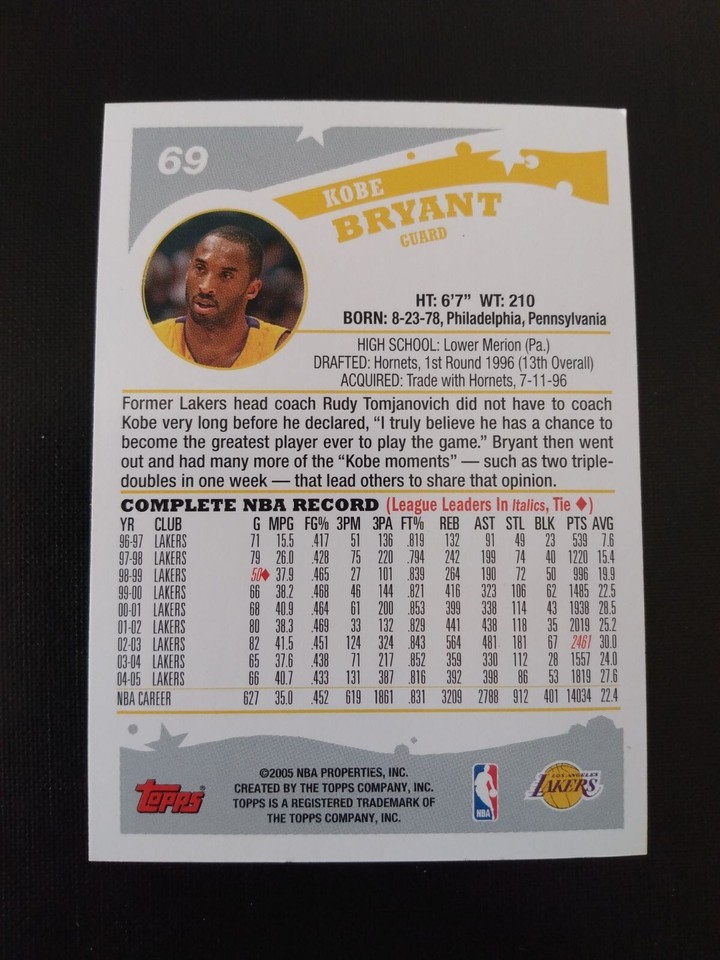 69
KOBE
BRYANT
GUARD
HT: 6'7" WT: 210
BORN: 8-23-78, Philadelphia, Pennsylvania
HIGH SCHOOL: Lower Merion (Pa.)
DRAFTED: Hornets, 1st Round 1996 (13th Overall)
ACQUIRED: Trade with Hornets, 7-11-96
Former Lakers head coach Rudy Tomjanovich did not have to coach
Kobe very long before he declared, “I truly believe he has a chance to
become the greatest player ever to play the game.” Bryant then went
out and had many more of the “Kobe moments” — such as two triple-
doubles in one week — that lead others to share that opinion.
COMPLETE NBA RECORD (League Leaders In Italics, Tie ♦)
YR CLUB G MPG FG% 3PM 3PA FT% REB AST STL BLK PTS AVG
96-97 LAKERS 71 15.5 .417 51 136 .819 132 91 49 23 539 7.6
97-98 LAKERS 79 26.0 .428 75 220 .794 242 199 74 40 1220 15.4
98-99 LAKERS 50♦ 37.9 .465 27 101 .839 264 190 72 50 996 19.9
99-00 LAKERS 66 38.2 .468 46 144 .821 416 323 106 62 1485 22.5
00-01 LAKERS 68 40.9 .464 61 200 .853 399 338 114 43 1938 28.5
01-02 LAKERS 80 38.3 .469 33 132 .829 441 438 118 35 2019 25.2
02-03 LAKERS 82 41.5 .451 124 324 .843 564 481 181 67 2461 30.0
03-04 LAKERS 65 37.6 .438 71 217 .852 359 330 112 28 1557 24.0
04-05 LAKERS 66 40.7 .433 131 387 .816 392 398 86 53 1819 27.6
NBA CAREER 627 35.0 .452 619 1861 .831 3209 2788 912 401 14034 22.4
©2005 NBA PROPERTIES, INC.
CREATED BY THE TOPPS COMPANY, INC.
TOPPS IS A REGISTERED TRADEMARK OF
THE TOPPS COMPANY, INC.
TOPPS
NBA
LOS ANGELES
LAKERS